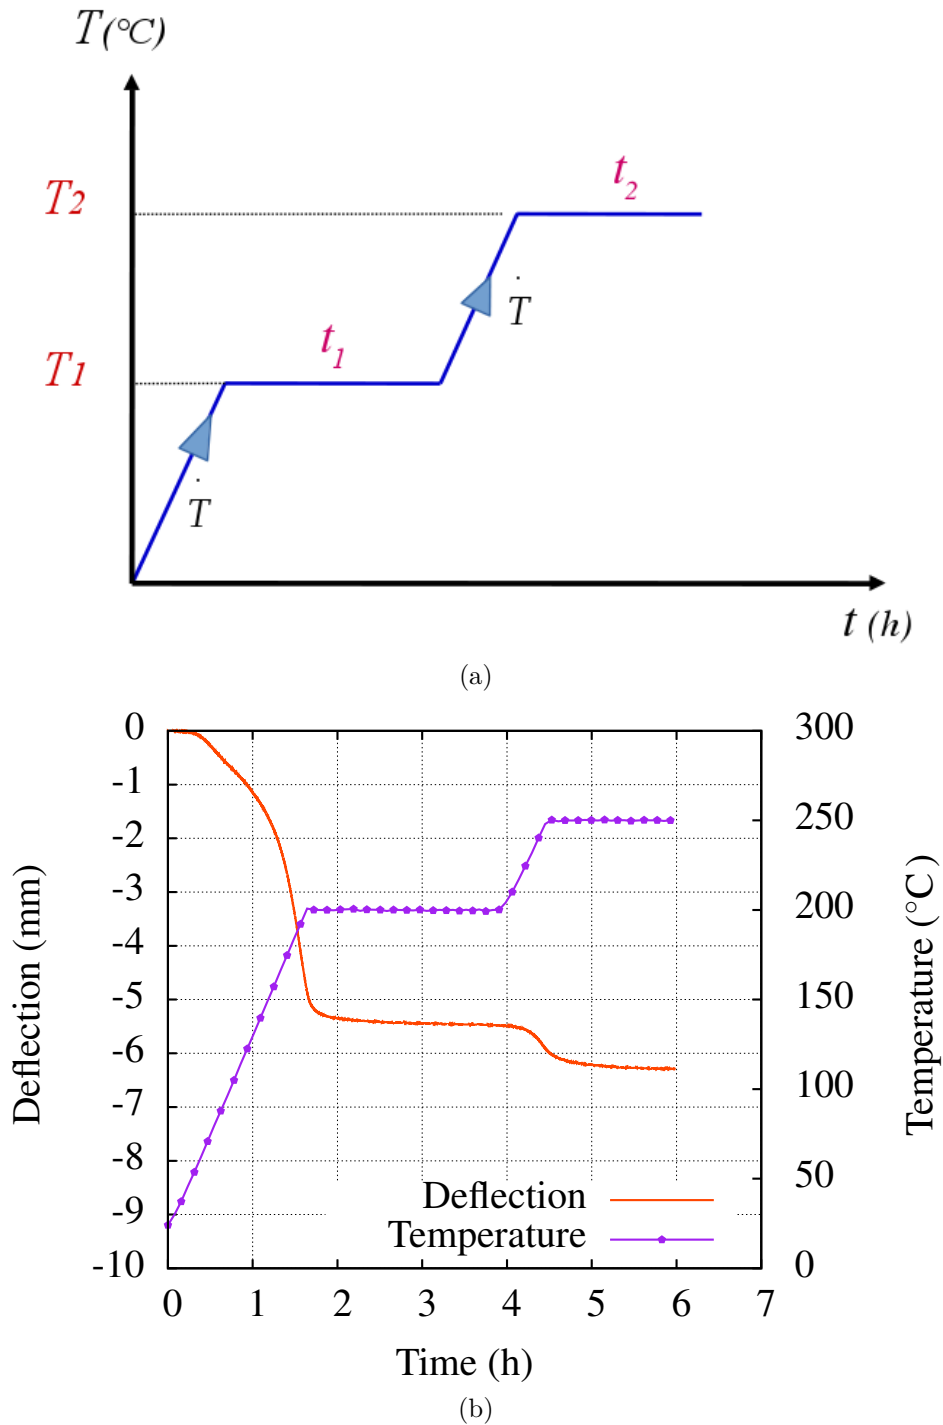 T(°C)
T2
t2
Ṫ
T1
t1
Ṫ
t (h)
(a)
0
-1
-2
-3
-4
-5
-6
-7
-8
-9
-10
Deflection (mm)
300
250
200
150
100
50
0
Temperature (°C )
Deflection
Temperature
0 1 2 3 4 5 6 7
Time (h)
(b)